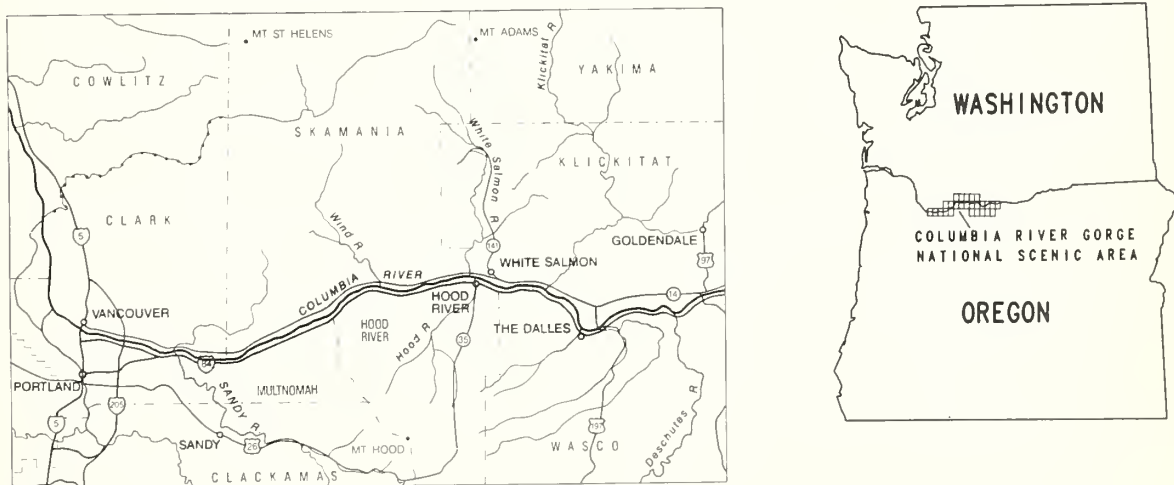 MT ST HELENS
MT ADAMS
Klickitat R
COWLITZ
YAKIMA
SKAMANIA
White Salmon R
KLICKITAT
CLARK
Wind R
5
141
GOLDENDALE
97
WHITE SALMON
COLUMBIA RIVER
14
VANCOUVER
HOOD RIVER
HOOD RIVER
THE DALLES
Hood R
35
84
PORTLAND
SANDY R
MULTNOMAH
205
5
197
Deschutes R
SANDY
26
MT HOOD
WASCO
CLACKAMAS
WASHINGTON
COLUMBIA RIVER GORGE
NATIONAL SCENIC AREA
OREGON